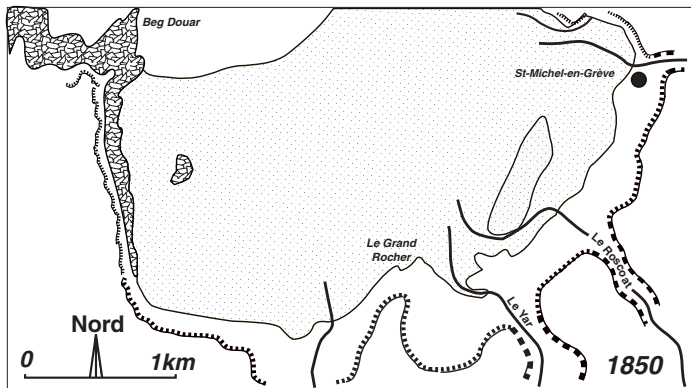 Beg Douar
St-Michel-en-Grève
Le Grand
Rocher
Le Roscoat
Le Yar
Nord
0 1km
1850